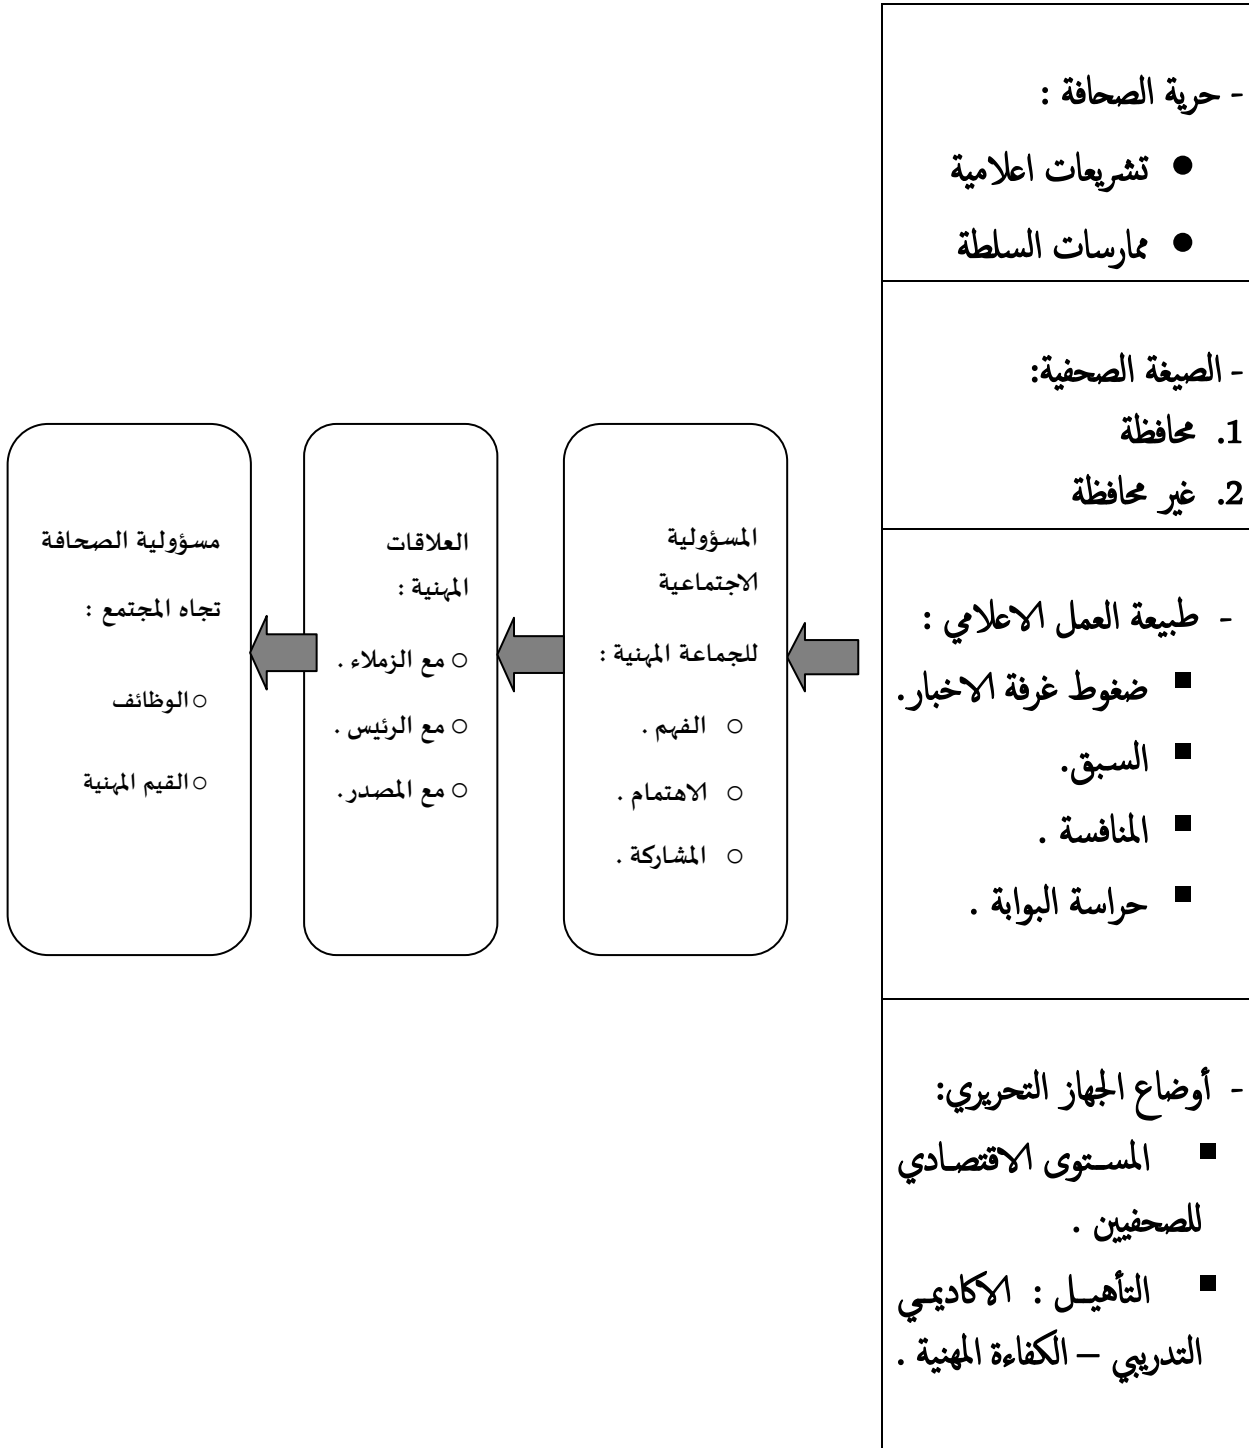 - حرية الصحافة :
● تشريعات اعلامية
● ممارسات السلطة
- الصيغة الصحفية:
1. محافظة
2. غير محافظة
- طبيعة العمل الاعلامي :
■ ضغوط غرفة الاخبار.
■ السبق.
■ المنافسة .
■ حراسة البوابة .
- أوضاع الجهاز التحريري:
■ المستوى الاقتصادي
للصحفيين .
■ التأهيل : الاكاديمي
التدريبي – الكفاءة المهنية .
المسؤولية
الاجتماعية
للجماعة المهنية :
○ الفهم .
○ الاهتمام .
○ المشاركة .
العلاقات
المهنية :
○ مع الزملاء .
○ مع الرئيس .
○ مع المصدر.
مسؤولية الصحافة
تجاه المجتمع :
○ الوظائف
○ القيم المهنية